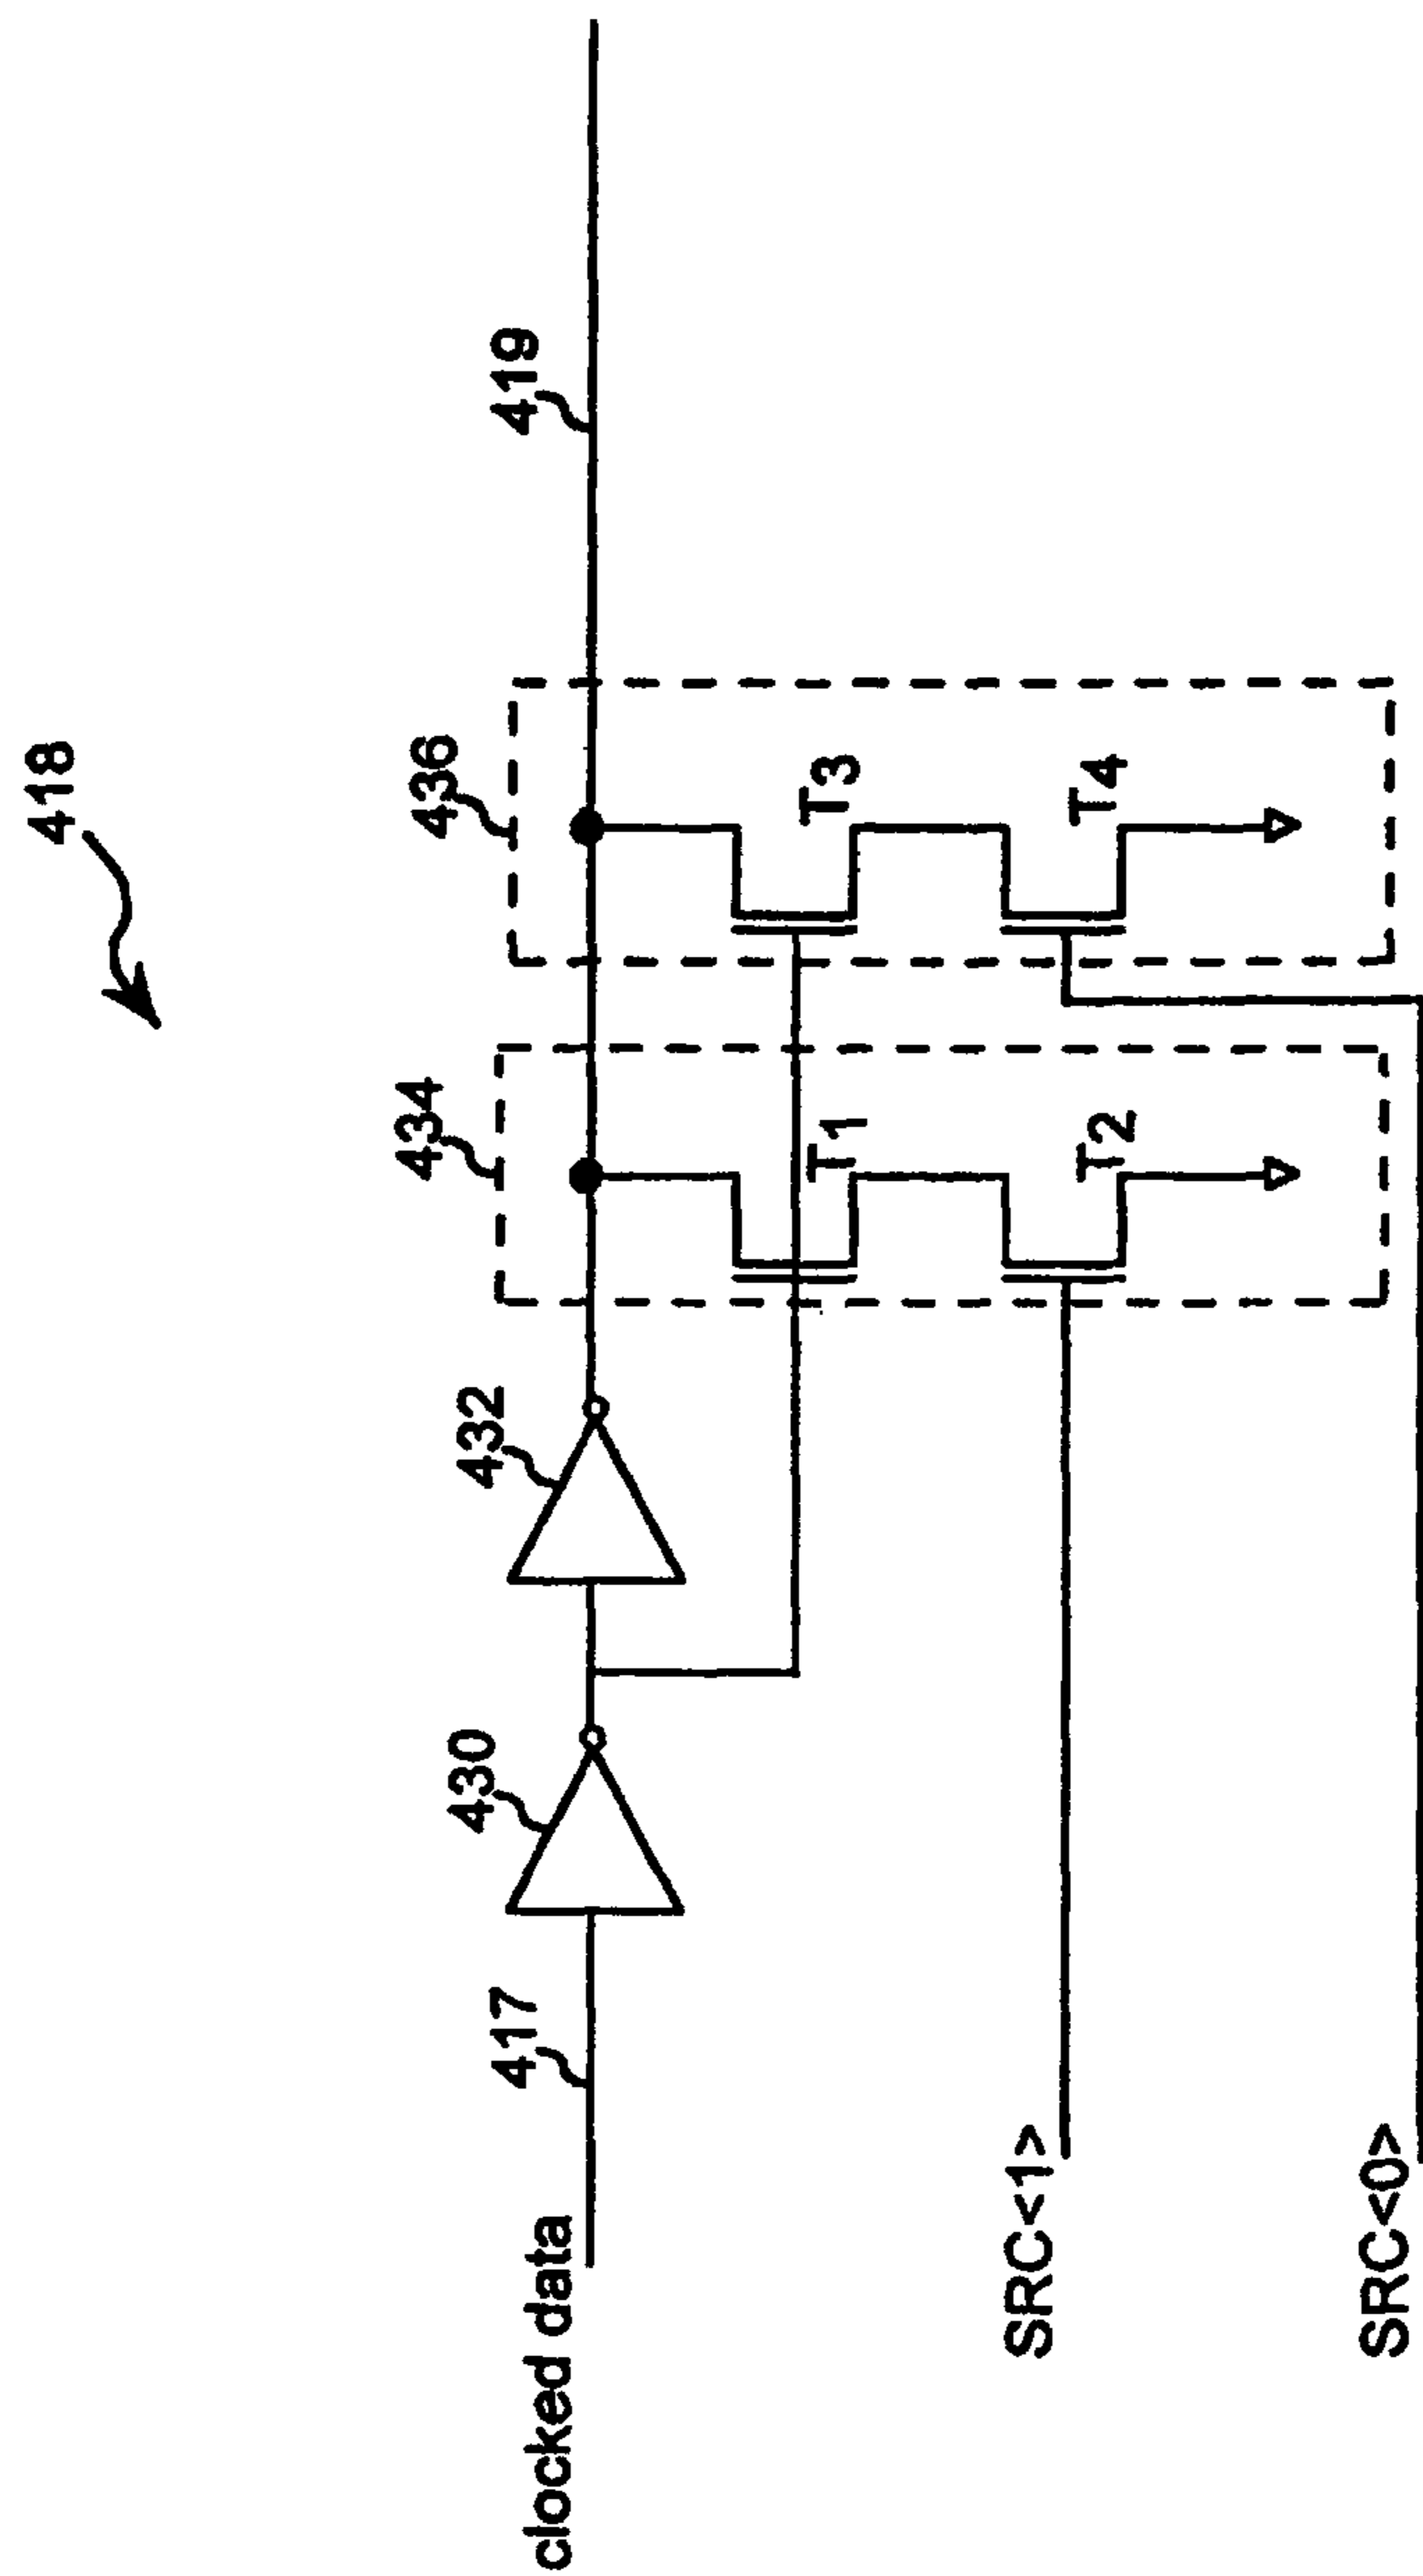 418
clocked data
417
430
432
434
436
419
T1
T3
SRC<1>
T2
T4
SRC<0>